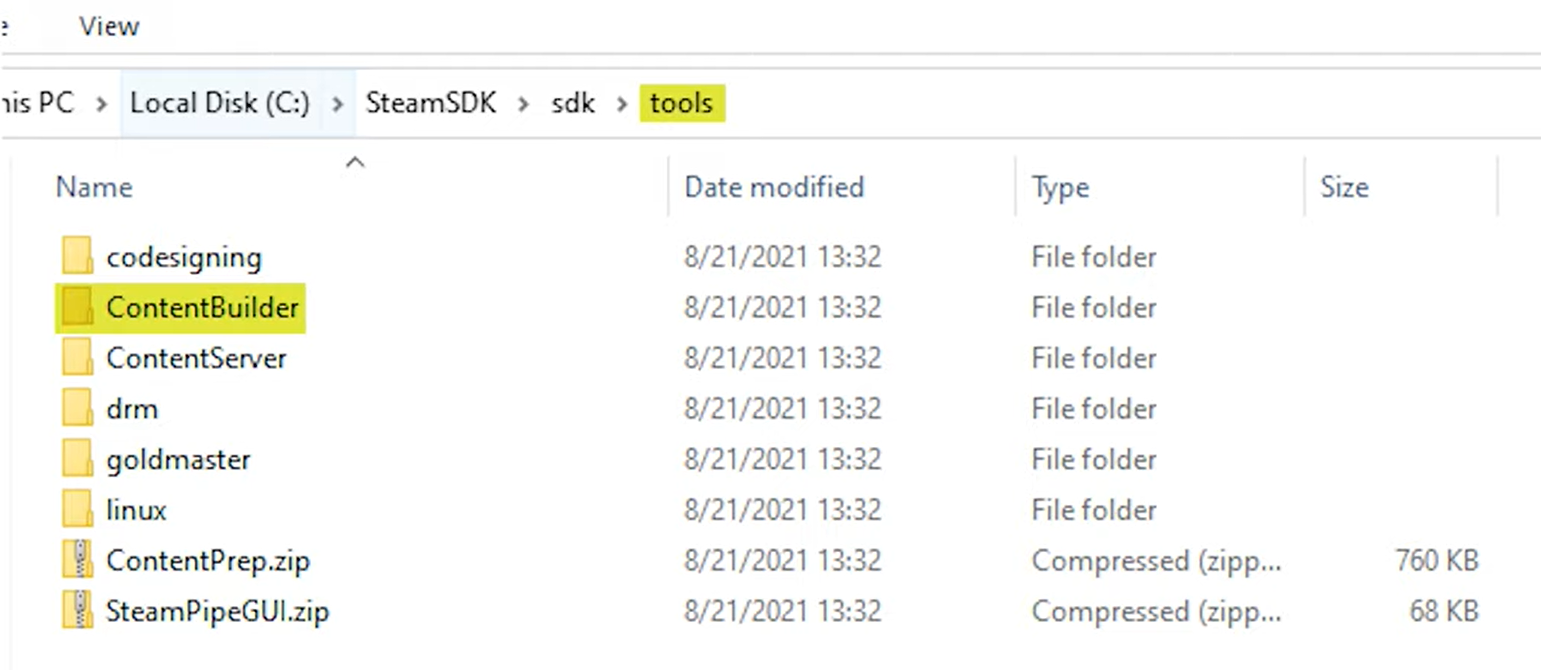 View
his PC > Local Disk (C:) > SteamSDK > sdk > tools
Name Date modified Type Size
codesigning 8/21/2021 13:32 File folder
ContentBuilder 8/21/2021 13:32 File folder
ContentServer 8/21/2021 13:32 File folder
drm 8/21/2021 13:32 File folder
goldmaster 8/21/2021 13:32 File folder
linux 8/21/2021 13:32 File folder
ContentPrep.zip 8/21/2021 13:32 Compressed (zipp... 760 KB
SteamPipeGUI.zip 8/21/2021 13:32 Compressed (zipp... 68 KB